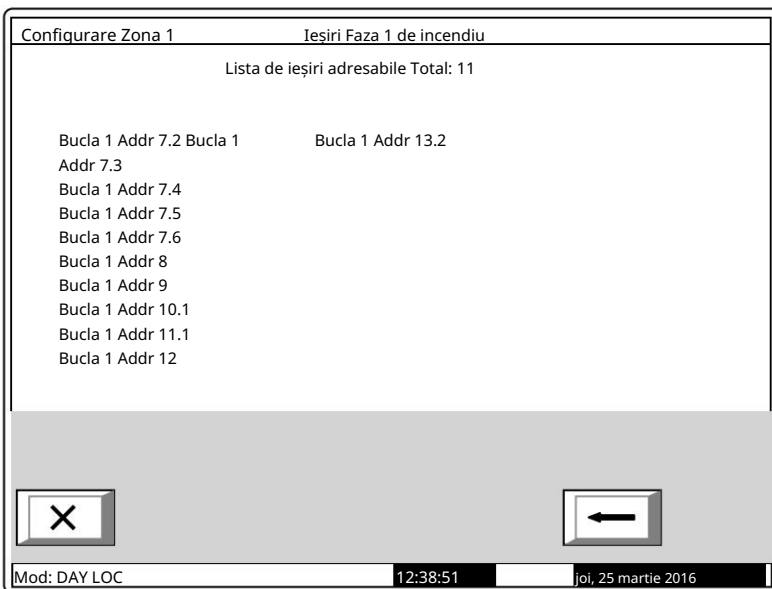 Configurare Zona 1 Ieșiri Faza 1 de incendiu
Lista de ieșiri adresabile Total: 11
Bucla 1 Addr 7.2 Bucla 1 Bucla 1 Addr 13.2
Addr 7.3
Bucla 1 Addr 7.4
Bucla 1 Addr 7.5
Bucla 1 Addr 7.6
Bucla 1 Addr 8
Bucla 1 Addr 9
Bucla 1 Addr 10.1
Bucla 1 Addr 11.1
Bucla 1 Addr 12
Mod: DAY LOC 12:38:51 joi, 25 martie 2016